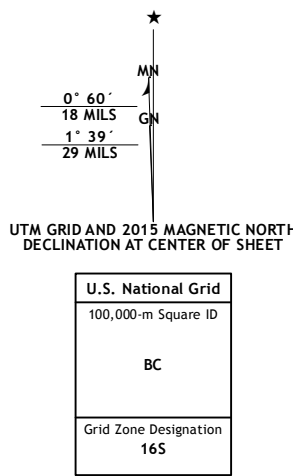 MN
0° 60´
18 MILS
GN
1° 39´
29 MILS
UTM GRID AND 2015 MAGNETIC NORTH
DECLINATION AT CENTER OF SHEET
U.S. National Grid
100,000-m Square ID
BC
Grid Zone Designation
16S